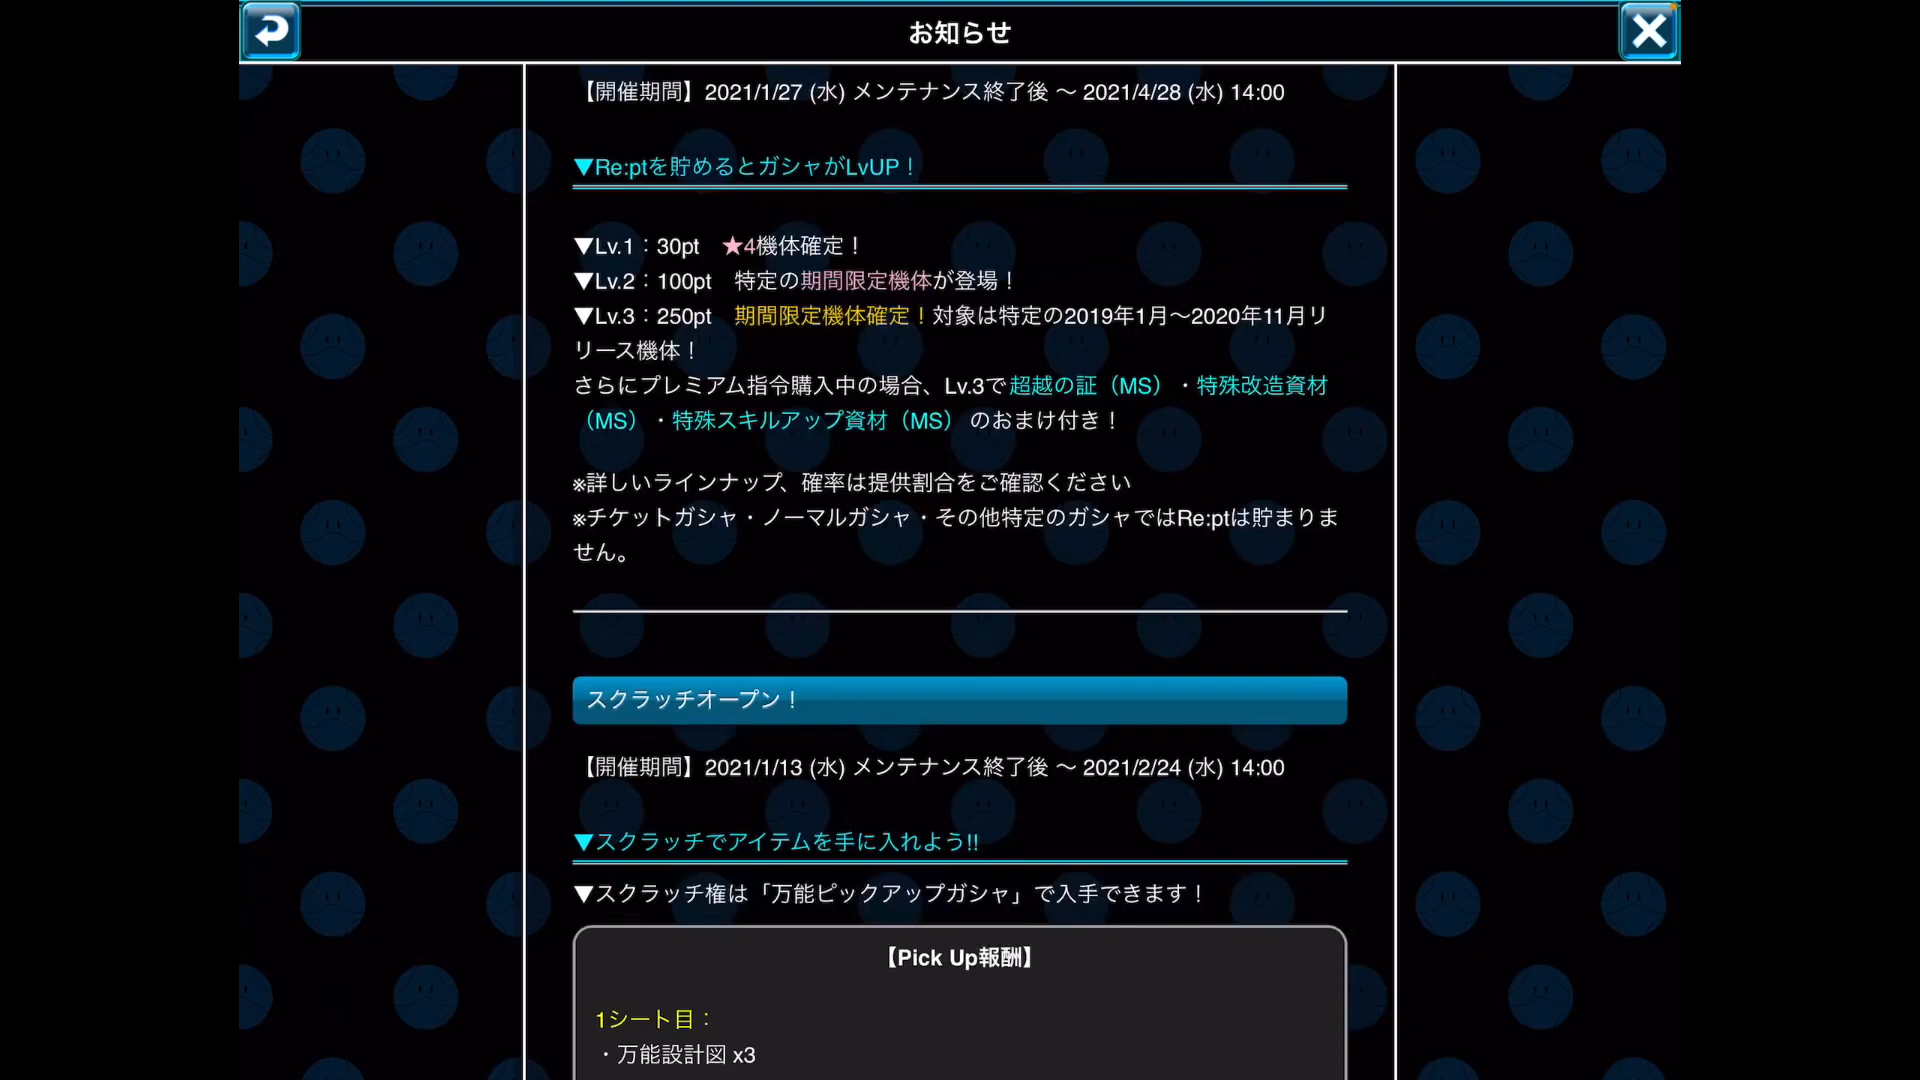 お知らせ
【開催期間】2021/1/27 (水) メンテナンス終了後 ～ 2021/4/28 (水) 14:00
▼Re:ptを貯めるとガシャがLvUP！
▼Lv.1：30pt　★4機体確定！
▼Lv.2：100pt　特定の期間限定機体が登場！
▼Lv.3：250pt　期間限定機体確定！対象は特定の2019年1月～2020年11月リ
リース機体！
さらにプレミアム指令購入中の場合、Lv.3で超越の証（MS）・特殊改造資材
（MS）・特殊スキルアップ資材（MS） のおまけ付き！
※詳しいラインナップ、確率は提供割合をご確認ください
※チケットガシャ・ノーマルガシャ・その他特定のガシャではRe:ptは貯まりま
せん。
スクラッチオープン！
【開催期間】2021/1/13 (水) メンテナンス終了後 ～ 2021/2/24 (水) 14:00
▼スクラッチでアイテムを手に入れよう!!
▼スクラッチ権は「万能ピックアップガシャ」で入手できます！
【Pick Up報酬】
1シート目：
・万能設計図 x3